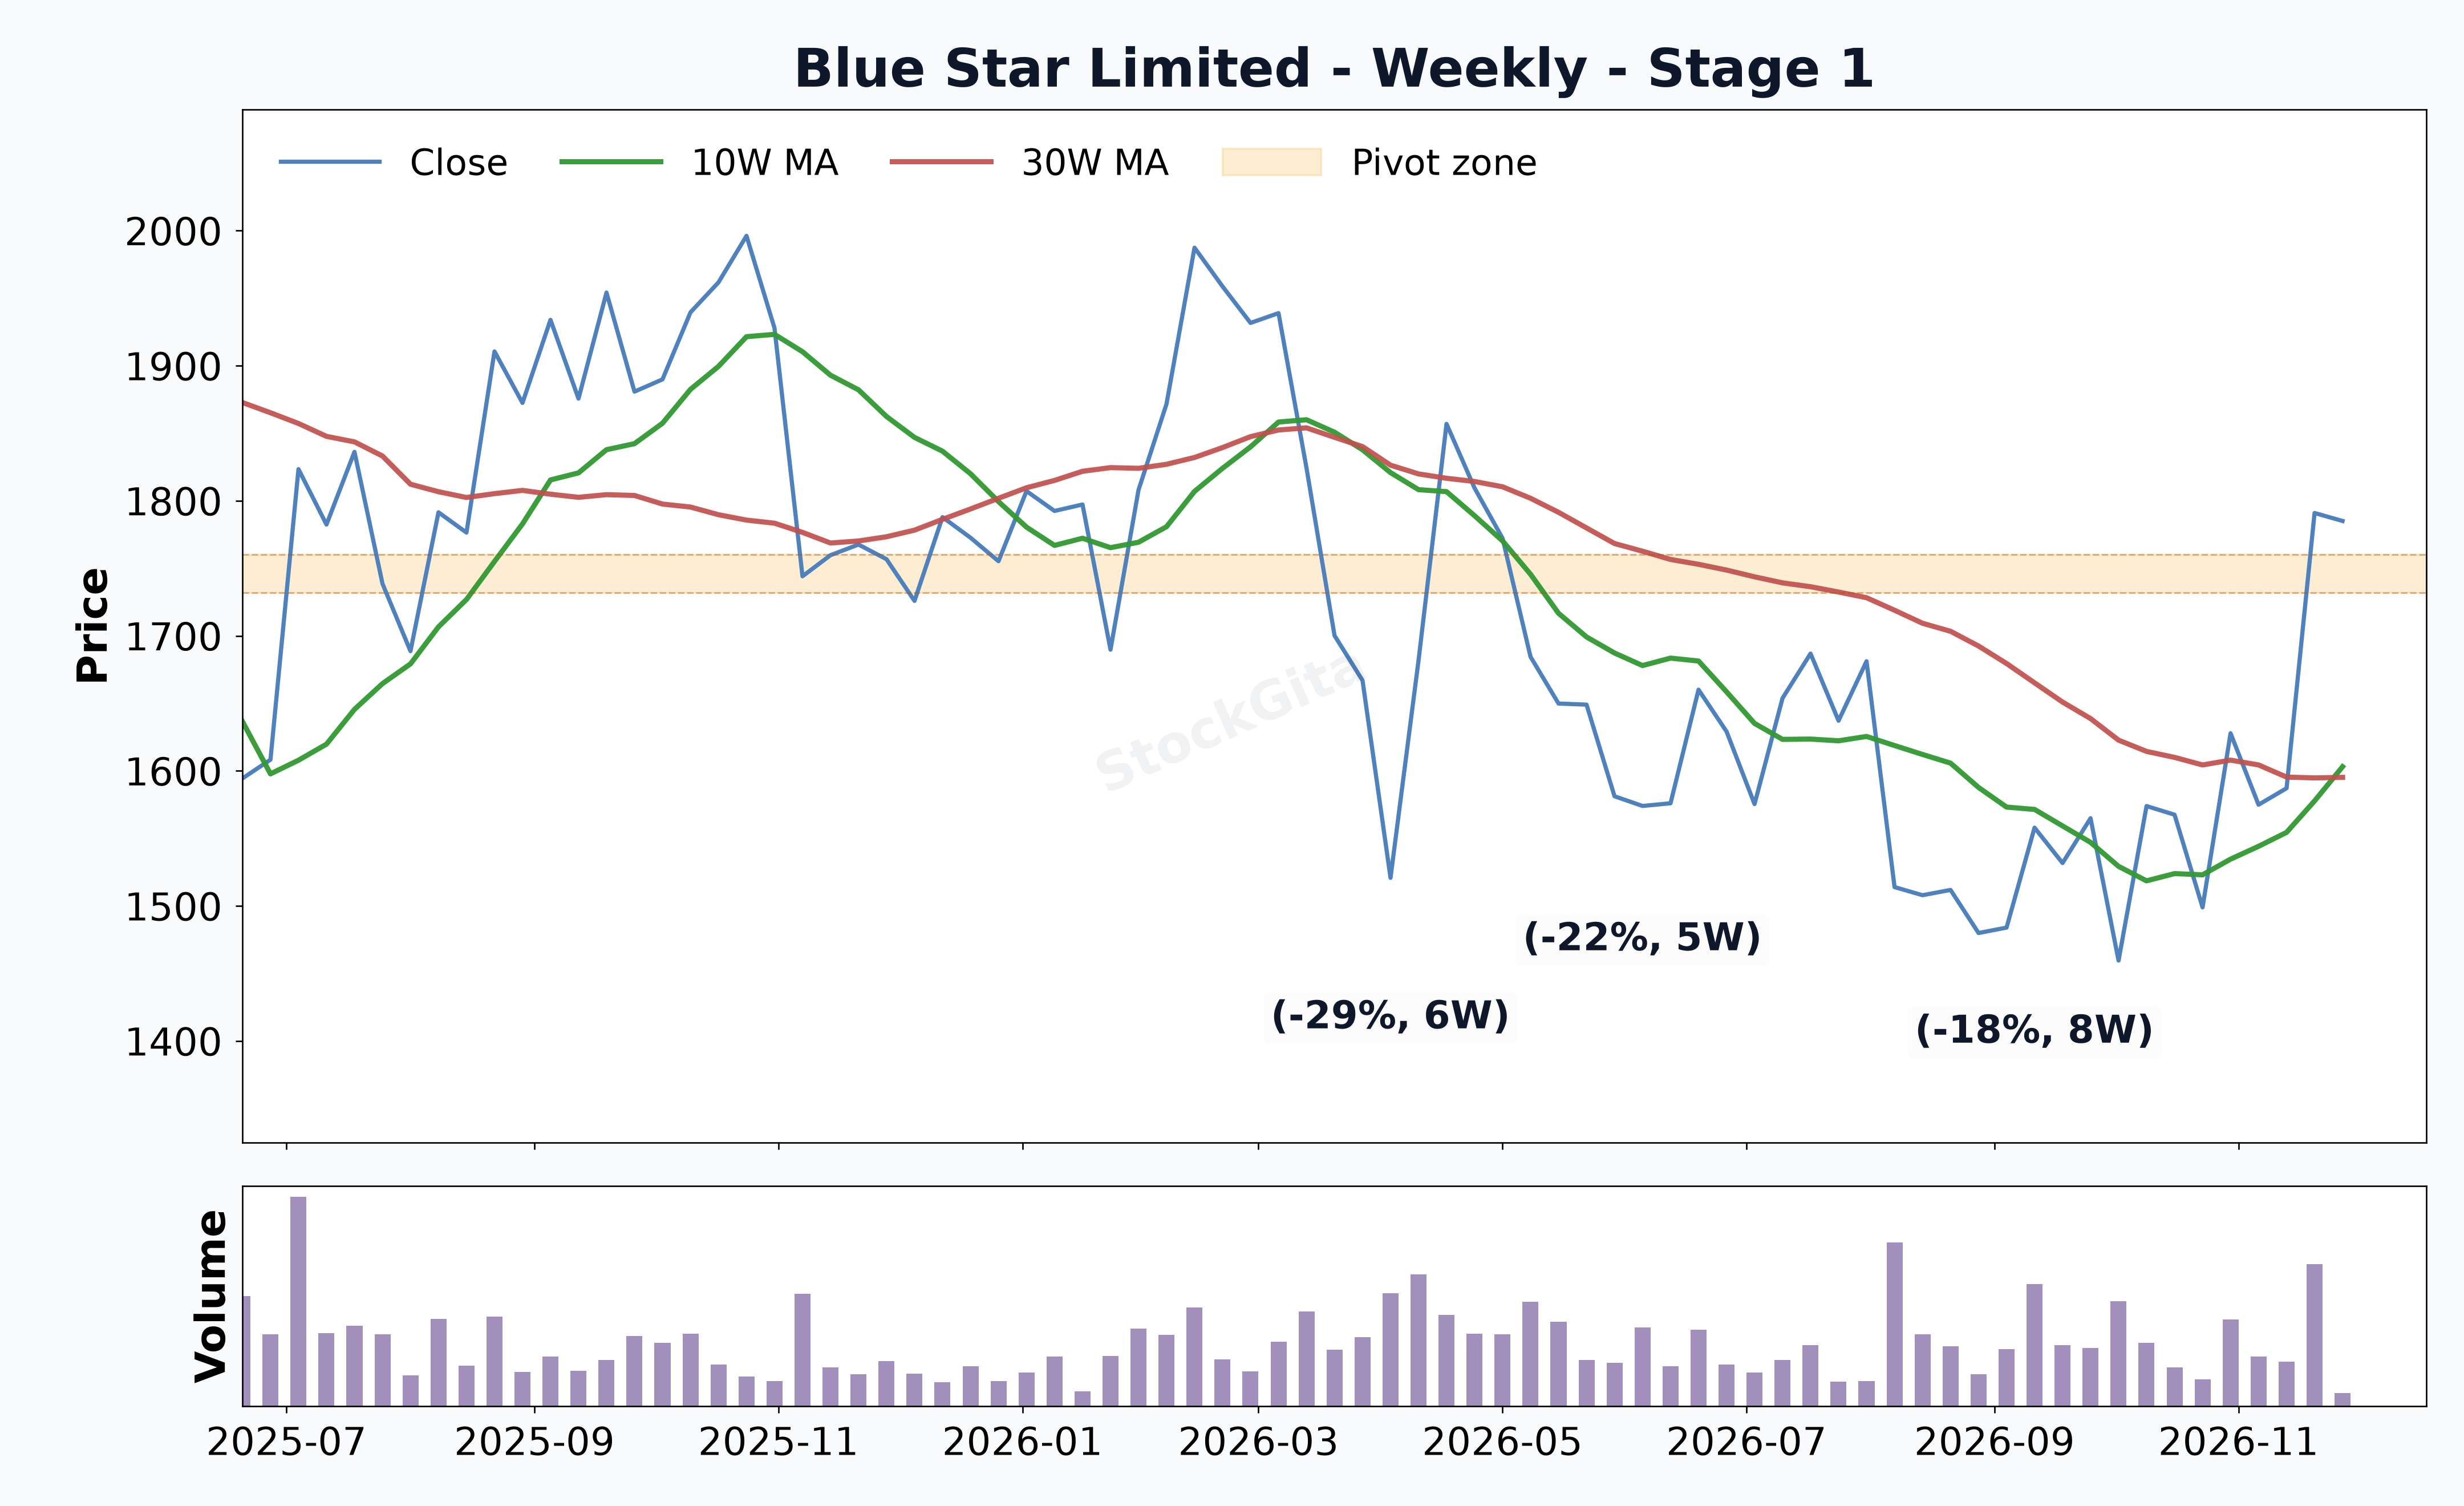 Blue Star Limited - Weekly - Stage 1
Close 10W MA 30W MA Pivot zone
2000
1900
1800
1700
1600
1500
1400
Price
StockGita
(-22%, 5W)
(-29%, 6W)
(-18%, 8W)
Volume
2025-07 2025-09 2025-11 2026-01 2026-03 2026-05 2026-07 2026-09 2026-11